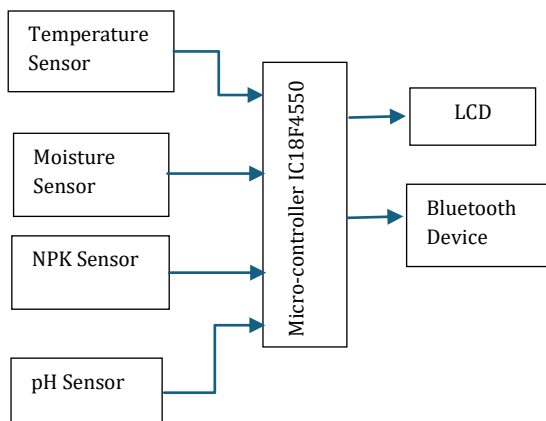 Temperature
Sensor
Moisture
Sensor
NPK Sensor
pH Sensor
Micro-controller IC18F4550
LCD
Bluetooth
Device